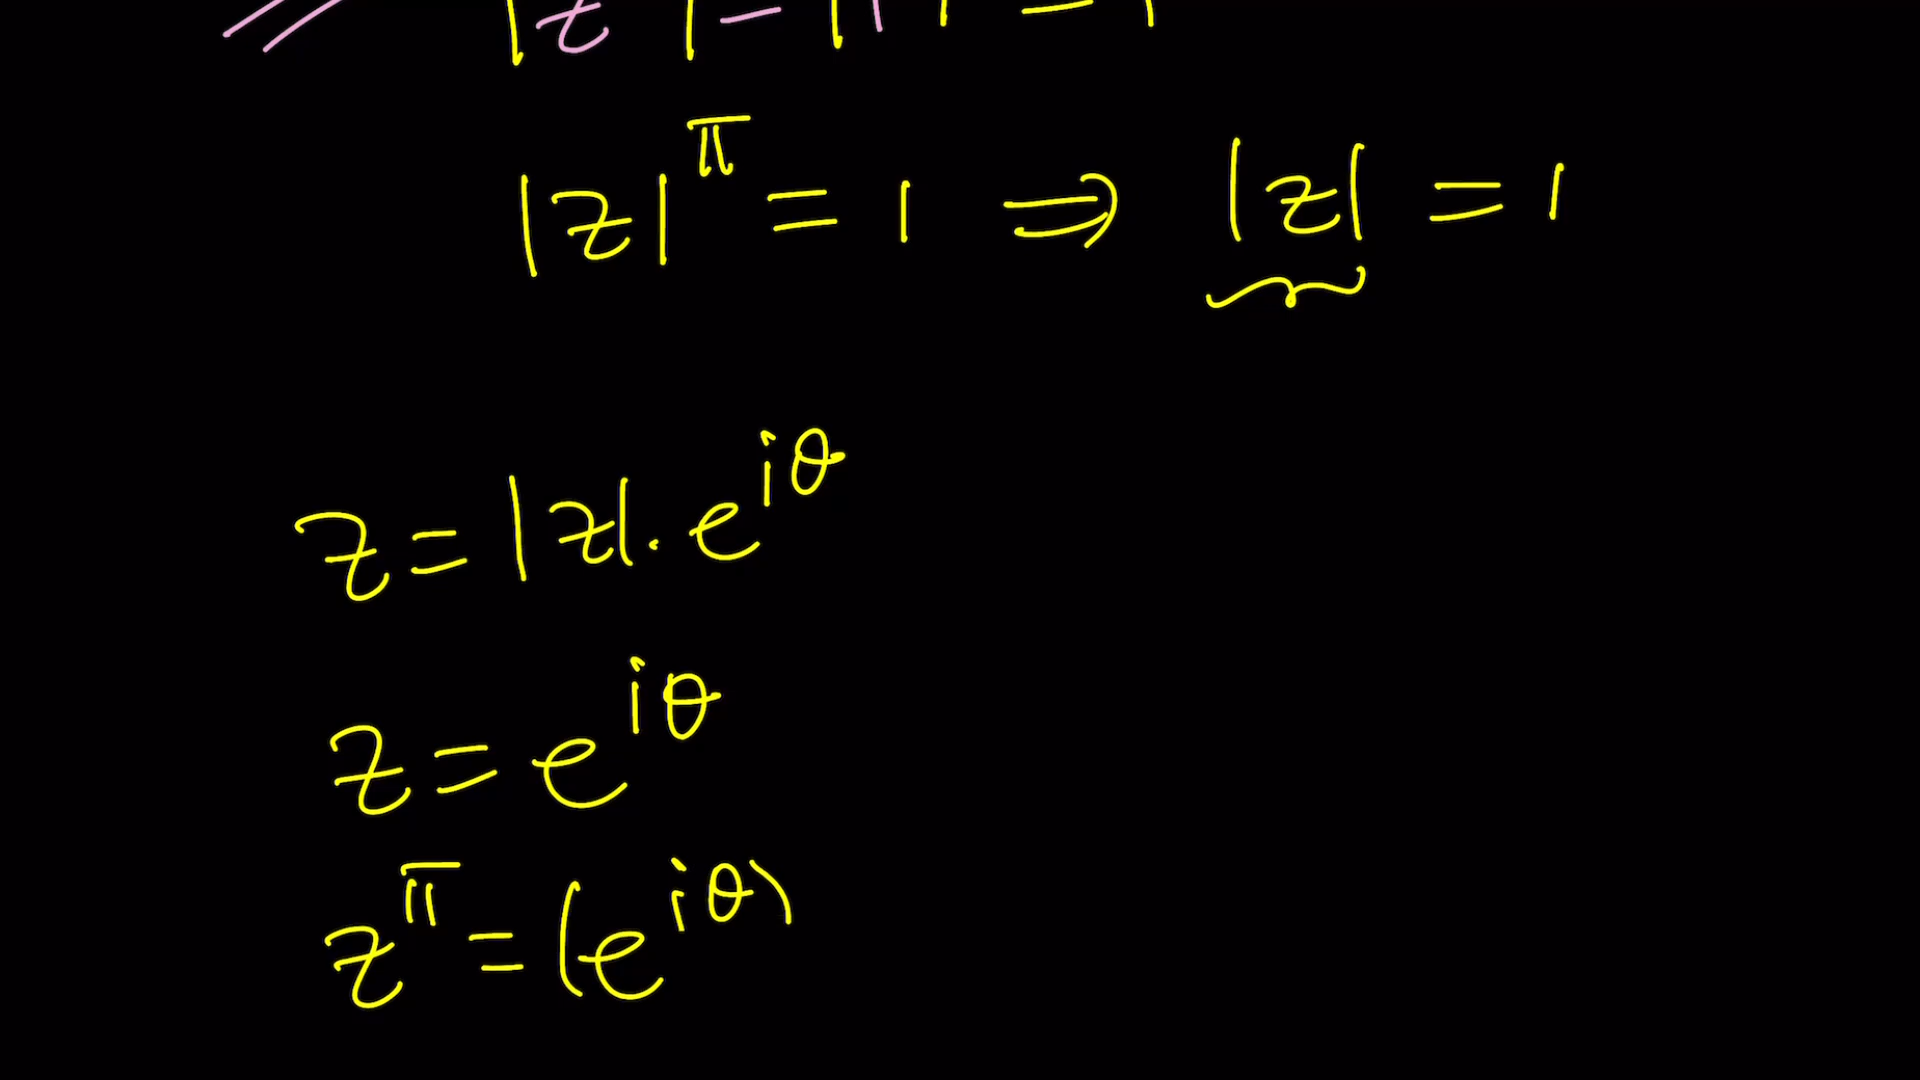 |z|^π = 1 ⇒ |z| = 1
z = |z|. e^{iθ}
z = e^{iθ}
z^π = (e^{iθ})